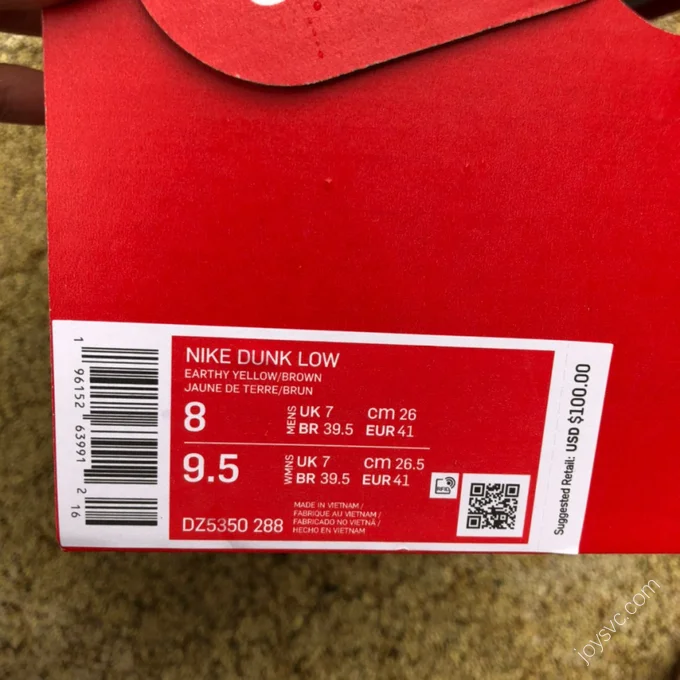 NIKE DUNK LOW
EARTHY YELLOW/BROWN
JAUNE DE TERRE/BRUN
8 MENS UK 7 cm 26
BR 39.5 EUR 41
9.5 WMNS UK 7 cm 26.5
BR 39.5 EUR 41
RFID
DZ5350 288
MADE IN VIETNAM /
FABRIQUE AU VIETNAM /
FABRICADO NO VIETNÃ /
HECHO EN VIETNAM
1 96152 63991 2 16
Suggested Retail: USD $100.00
joysvc.com